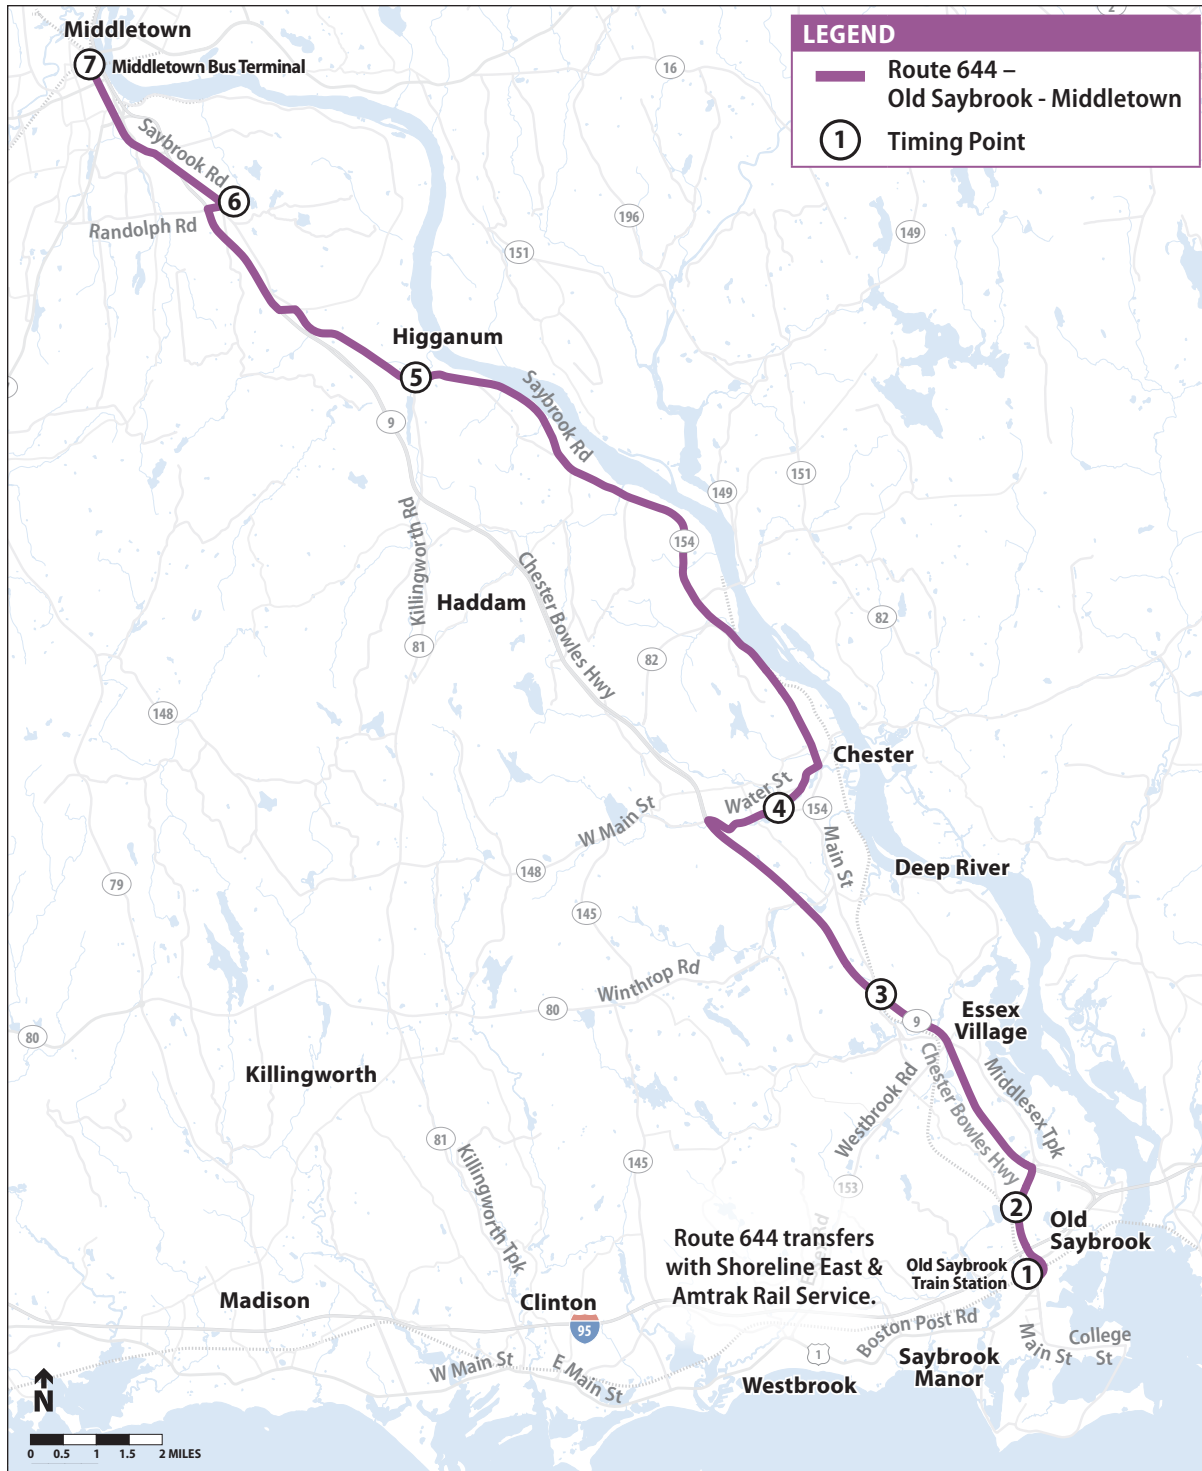 Middletown
7
Middletown Bus Terminal
LEGEND
Route 644 –
Old Saybrook - Middletown
1
Timing Point
2
16
Saybrook Rd
6
Randolph Rd
196
149
151
Higganum
5
Saybrook Rd
9
151
149
Killingworth Rd
154
Chester Bowles Hwy
Haddam
82
81
82
148
Chester
Water St
4
154
W Main St
Main St
Deep River
148
79
145
Winthrop Rd
3
80
9
Essex
Village
80
Killingworth
Chester Bowles Hwy
Middlesex Tpk
Westbrook Rd
81
Killingworth Tpk
145
153
2
Old
Saybrook
Route 644 transfers
with Shoreline East &
Amtrak Rail Service.
Old Saybrook
Train Station
1
Madison
Clinton
95
Boston Post Rd
Main St
College
St
1
Saybrook
Manor
W Main St
E Main St
Westbrook
N
0 0.5 1 1.5 2 MILES